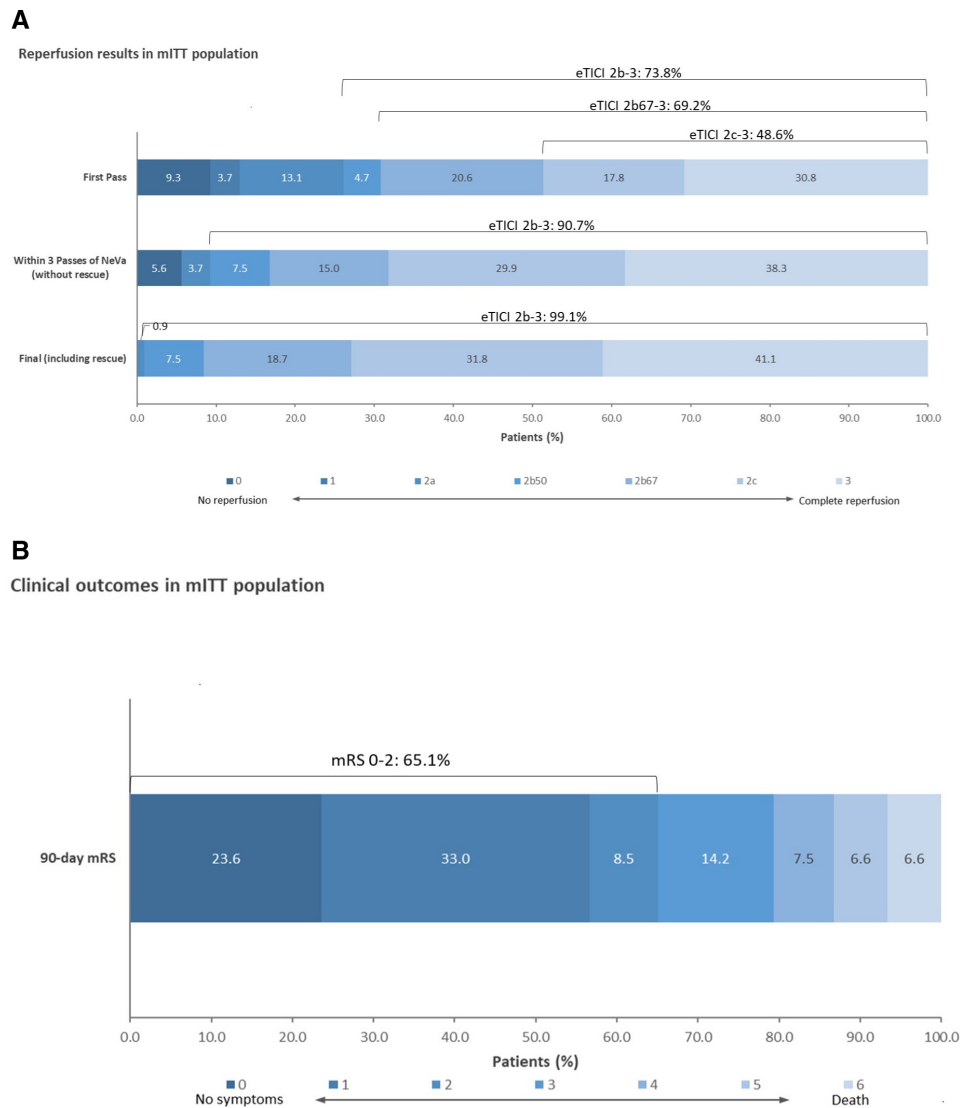 A
Reperfusion results in mITT population
eTICI 2b-3: 73.8%
eTICI 2b67-3: 69.2%
eTICI 2c-3: 48.6%
First Pass
9.3 3.7 13.1 4.7 20.6 17.8 30.8
eTICI 2b-3: 90.7%
Within 3 Passes of NeVa
(without rescue)
5.6 3.7 7.5 15.0 29.9 38.3
eTICI 2b-3: 99.1%
0.9
Final (including rescue)
7.5 18.7 31.8 41.1
0.0 10.0 20.0 30.0 40.0 50.0 60.0 70.0 80.0 90.0 100.0
Patients (%)
0 1 2a 2b50 2b67 2c 3
No reperfusion Complete reperfusion
B
Clinical outcomes in mITT population
mRS 0-2: 65.1%
90-day mRS
23.6 33.0 8.5 14.2 7.5 6.6 6.6
0.0 10.0 20.0 30.0 40.0 50.0 60.0 70.0 80.0 90.0 100.0
Patients (%)
0 1 2 3 4 5 6
No symptoms Death